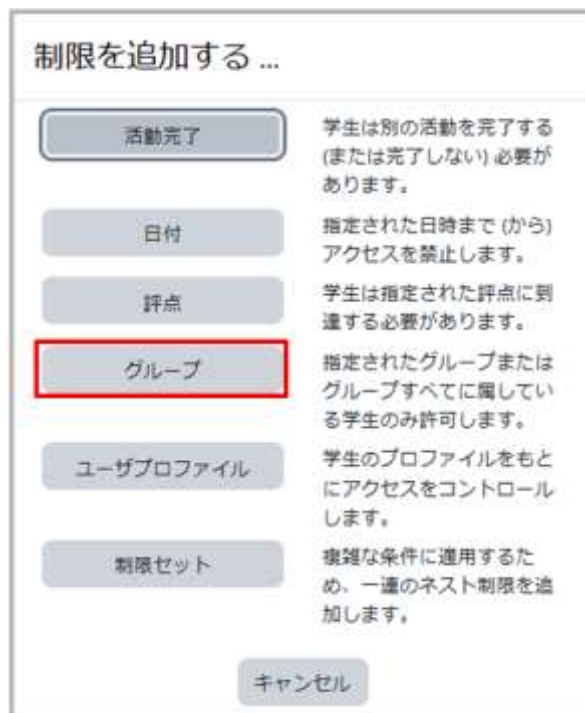 制限を追加する ...
活動完了
学生は別の活動を完了する
(または完了しない) 必要が
あります。
日付
指定された日時まで (から)
アクセスを禁止します。
評点
学生は指定された評点に到
達する必要があります。
グループ
指定されたグループまたは
グループすべてに属してい
る学生のみ許可します。
ユーザプロファイル
学生のプロファイルをもと
にアクセスをコントロール
します。
制限セット
複雑な条件に適用するた
め、一連のネスト制限を追
加します。
キャンセル